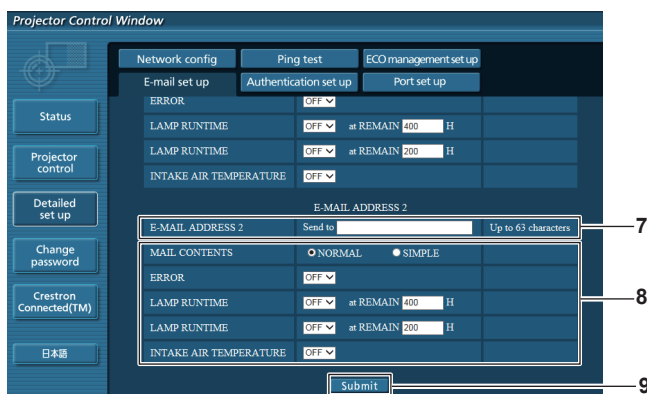 Projector Control Window
Network config Ping test ECO management set up
E-mail set up Authentication set up Port set up
ERROR OFF
Status
LAMP RUNTIME OFF at REMAIN 400 H
LAMP RUNTIME OFF at REMAIN 200 H
Projector
control
INTAKE AIR TEMPERATURE OFF
Detailed
set up
E-MAIL ADDRESS 2
E-MAIL ADDRESS 2 Send to Up to 63 characters 7
Change
password
MAIL CONTENTS NORMAL SIMPLE
ERROR OFF
Crestron
Connected(TM)
LAMP RUNTIME OFF at REMAIN 400 H 8
LAMP RUNTIME OFF at REMAIN 200 H
日本語
INTAKE AIR TEMPERATURE OFF
Submit 9